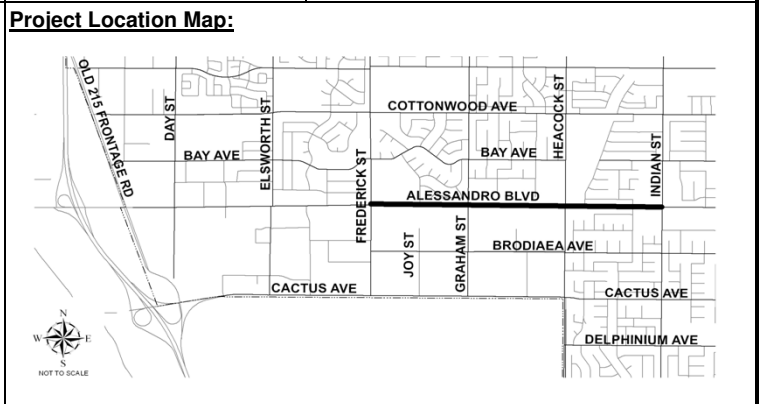 Project Location Map:
OLD 215 FRONTAGE RD
DAY ST
ELSWORTH ST
FREDERICK ST
COTTONWOOD AVE
HEACOCK ST
BAY AVE
BAY AVE
INDIAN ST
ALESSANDRO BLVD
JOY ST
GRAHAM ST
BRODIAEA AVE
CACTUS AVE
CACTUS AVE
DELPHINIUM AVE
N
W
E
S
NOT TO SCALE